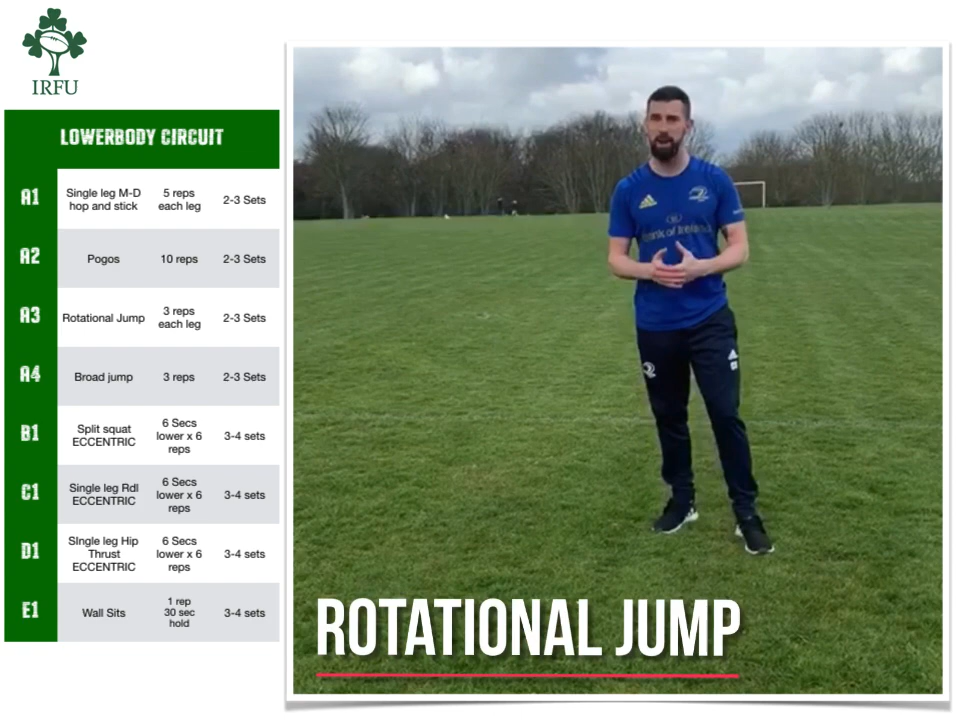 IRFU
LOWERBODY CIRCUIT
A1
Single leg M-D
hop and stick
5 reps
each leg
2-3 Sets
A2
Pogos
10 reps
2-3 Sets
A3
Rotational Jump
3 reps
each leg
2-3 Sets
A4
Broad jump
3 reps
2-3 Sets
B1
Split squat
ECCENTRIC
6 Secs
lower x 6
reps
3-4 sets
C1
Single leg Rdl
ECCENTRIC
6 Secs
lower x 6
reps
3-4 sets
D1
SIngle leg Hip
Thrust
ECCENTRIC
6 Secs
lower x 6
reps
3-4 sets
E1
Wall Sits
1 rep
30 sec
hold
3-4 sets
Bank of Ireland
ROTATIONAL JUMP